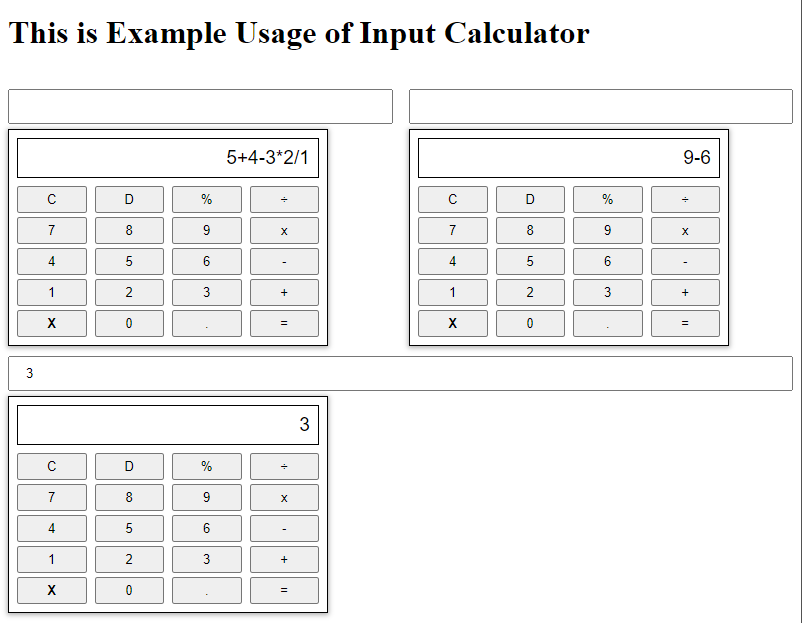 This is Example Usage of Input Calculator
5+4-3*2/1
C D % ÷
7 8 9 x
4 5 6 -
1 2 3 +
X 0 . =
9-6
C D % ÷
7 8 9 x
4 5 6 -
1 2 3 +
X 0 . =
3
3
C D % ÷
7 8 9 x
4 5 6 -
1 2 3 +
X 0 . =